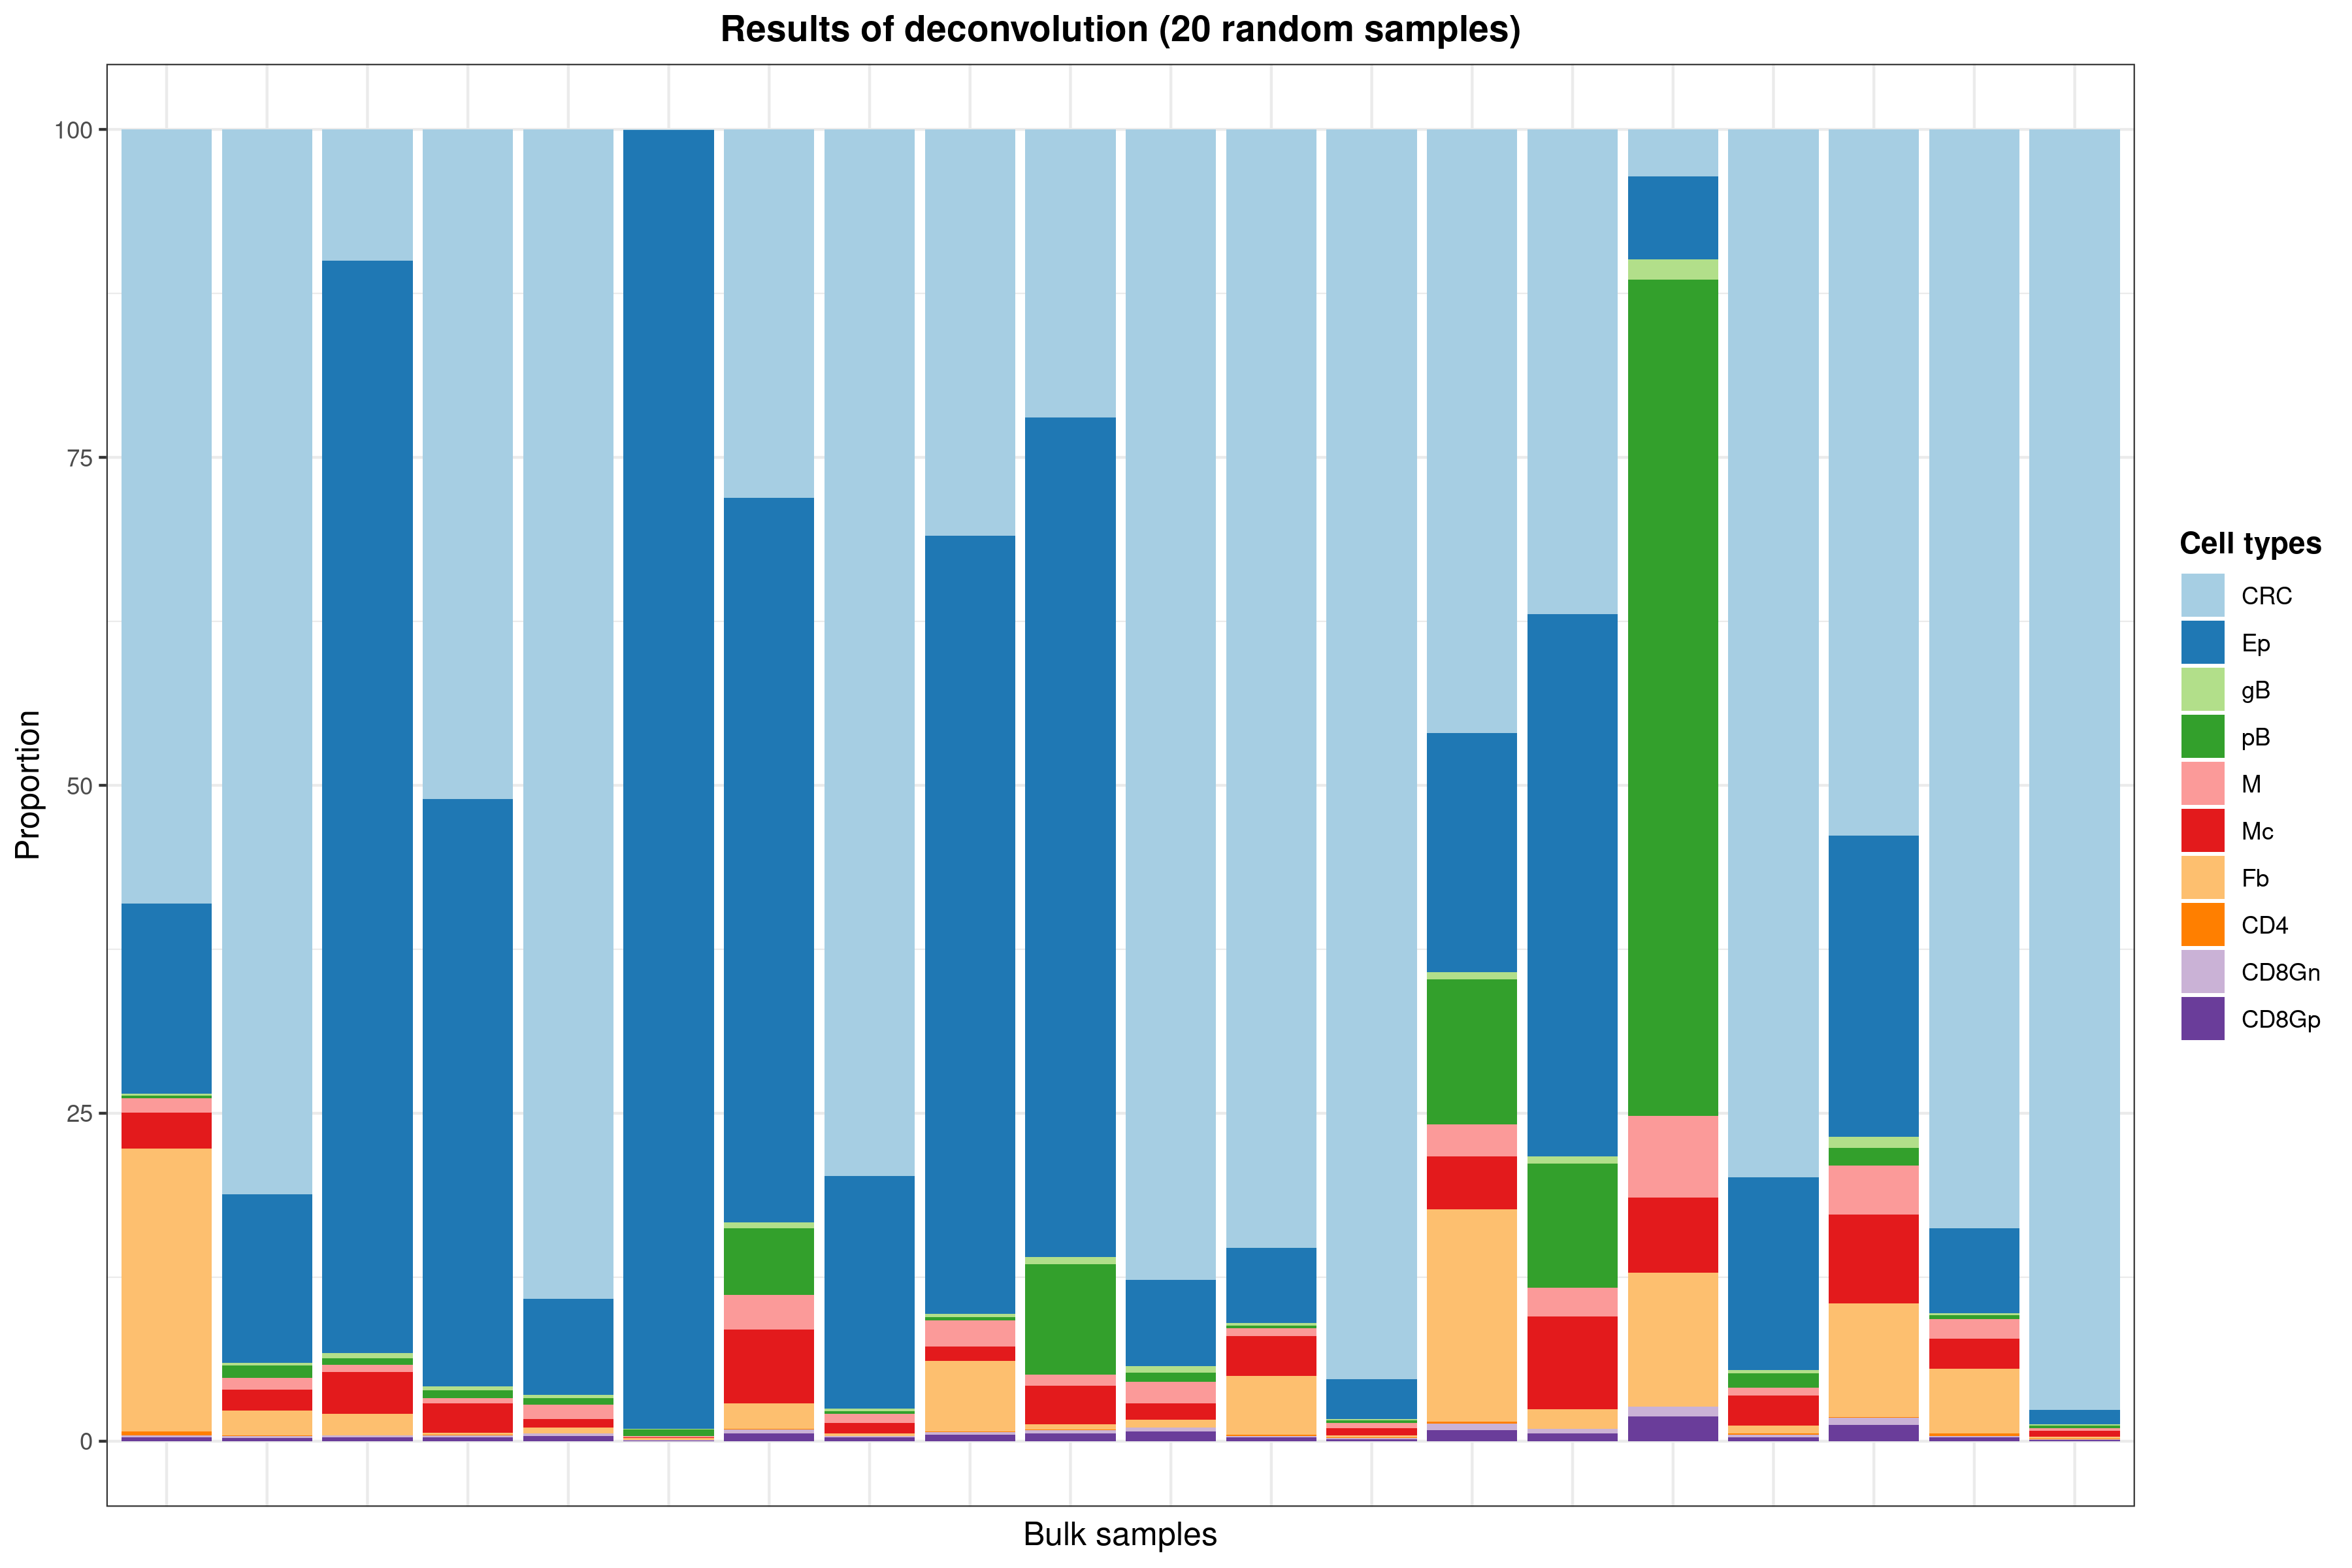 Results of deconvolution (20 random samples)
Proportion
100
75
50
25
0
Bulk samples
Cell types
CRC
Ep
gB
pB
M
Mc
Fb
CD4
CD8Gn
CD8Gp